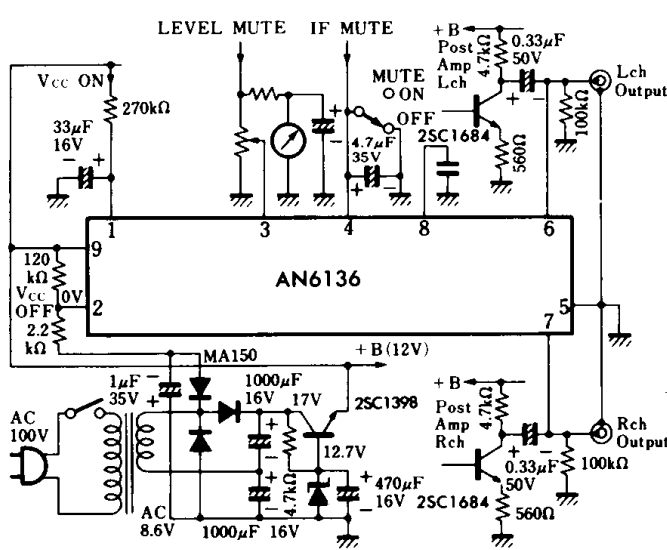 LEVEL MUTE
IF MUTE
+B
Post
Amp
Lch
4.7kΩ
0.33μF
50V
+
−
Lch
Output
100kΩ
2SC1684
560Ω
VCC ON
270kΩ
33μF
16V
−
+
+
−
MUTE
ON
OFF
4.7μF
35V
+
−
1
3
4
8
6
9
AN6136
2
5
7
120
kΩ
VCC
OFF
0V
2.2
kΩ
MA150
+B(12V)
1μF
35V
−
+
1000μF
16V
17V
2SC1398
12.7V
AC
100V
+
−
+
−
4.7kΩ
+
−
470μF
16V
AC
8.6V
1000μF
16V
+B
Post
Amp
Rch
4.7kΩ
+
−
0.33μF
50V
Rch
Output
100kΩ
2SC1684
560Ω